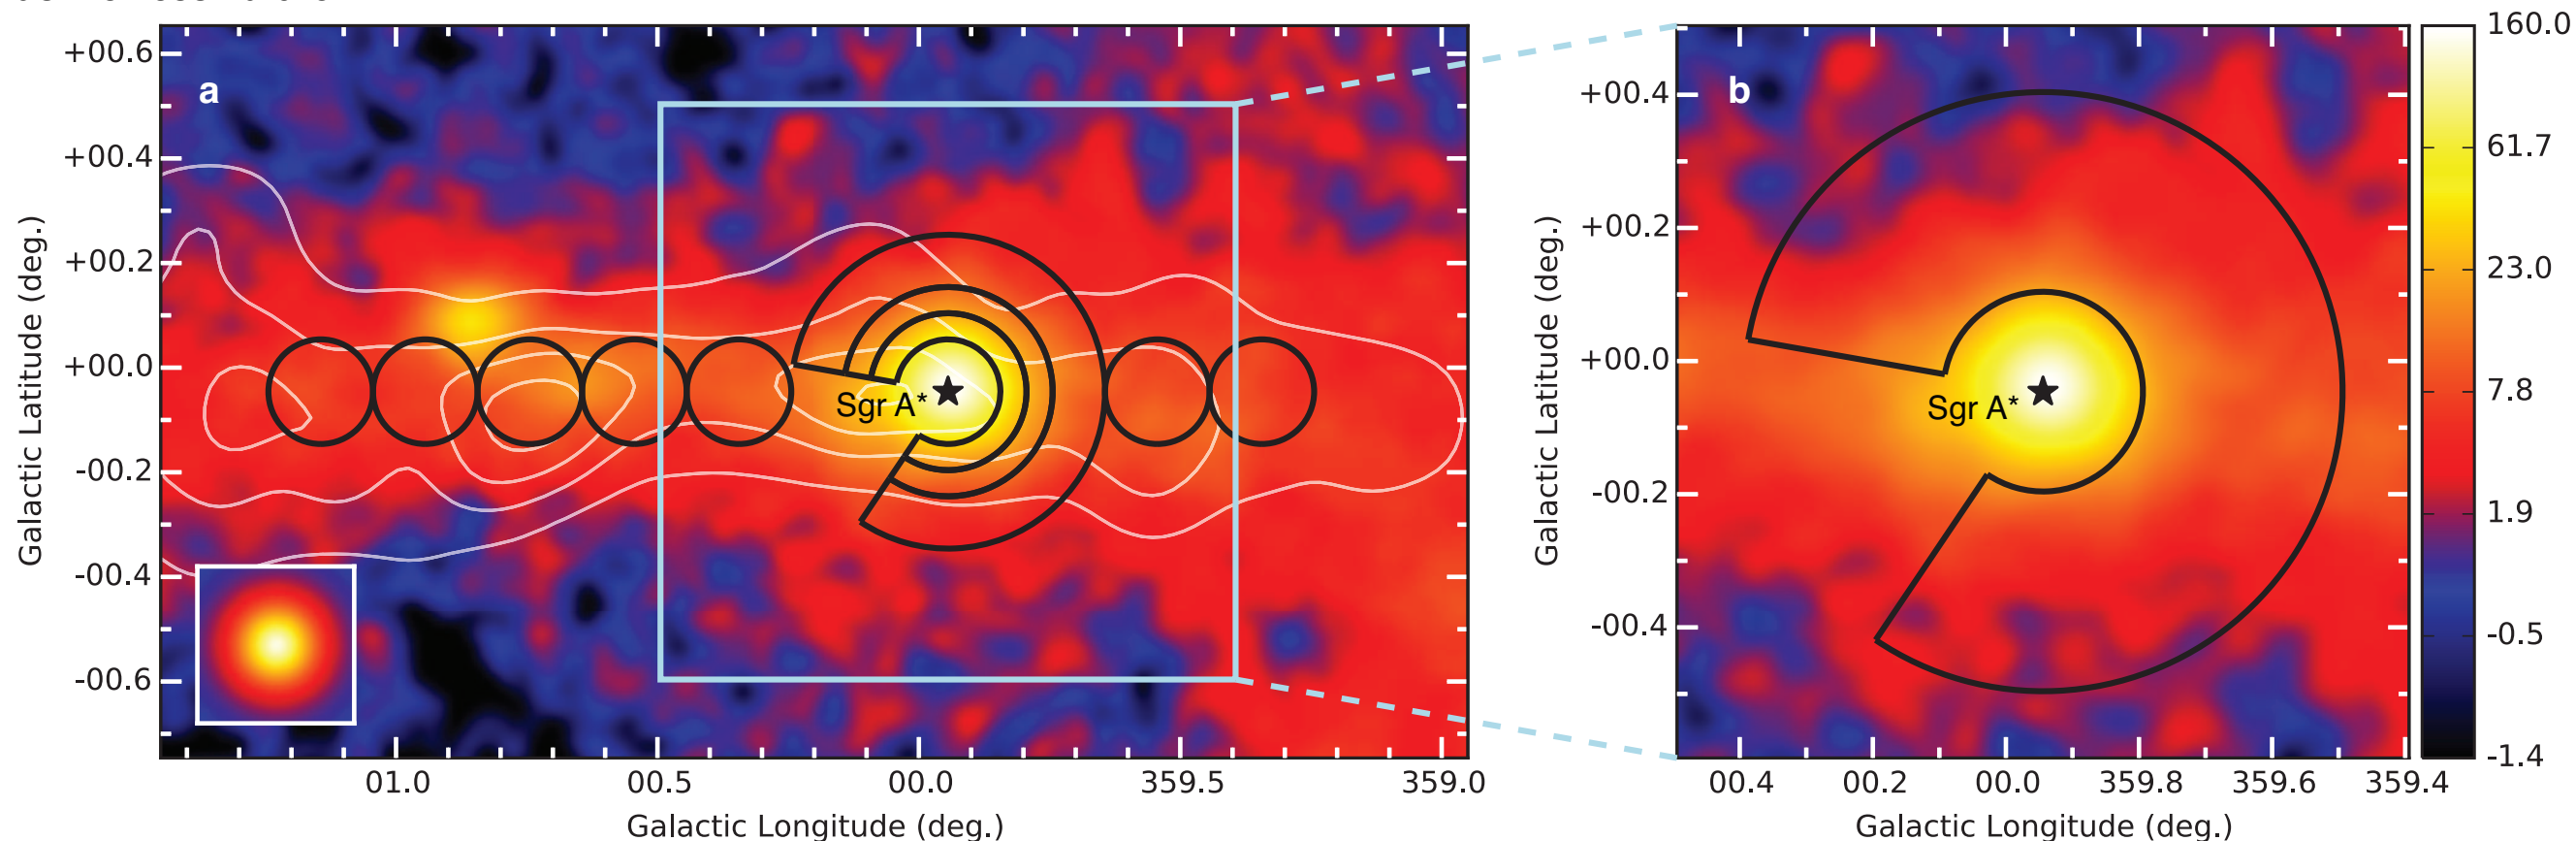 a
+00.6
+00.4
+00.2
+00.0
-00.2
-00.4
-00.6
Galactic Latitude (deg.)
Sgr A*
01.0 00.5 00.0 359.5 359.0
Galactic Longitude (deg.)
b
+00.4
+00.2
+00.0
-00.2
-00.4
Galactic Latitude (deg.)
Sgr A*
00.4 00.2 00.0 359.8 359.6 359.4
Galactic Longitude (deg.)
160.0
61.7
23.0
7.8
1.9
-0.5
-1.4